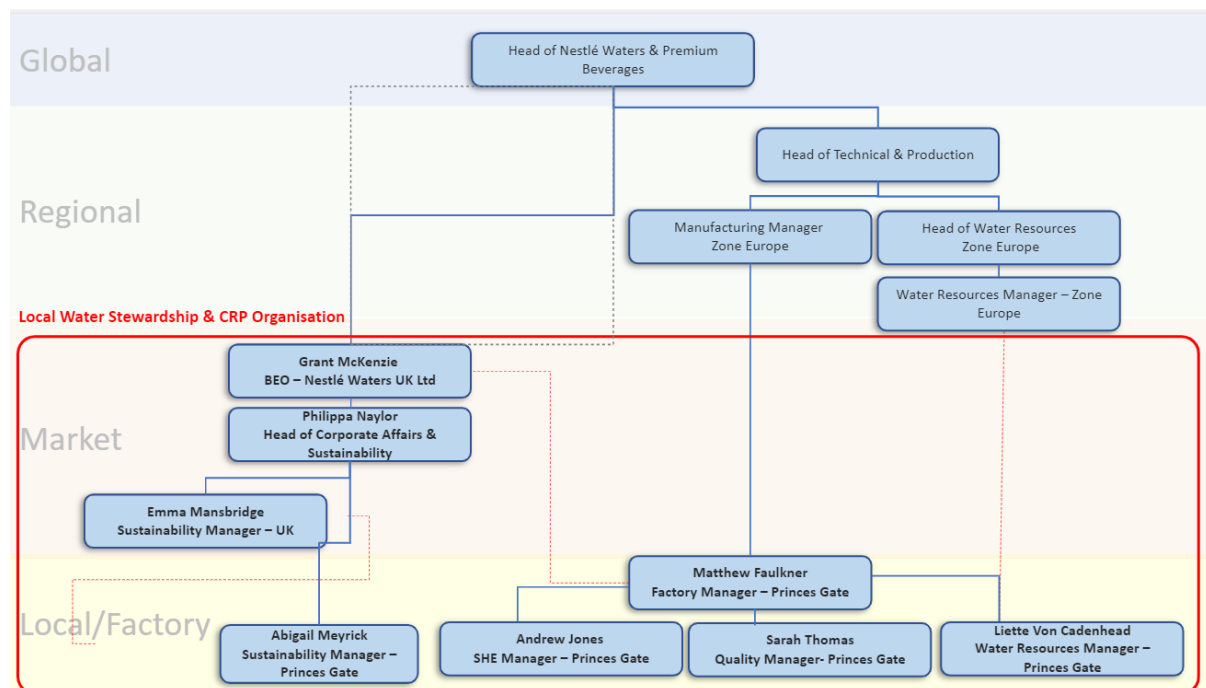 Global
Head of Nestlé Waters & Premium
Beverages
Head of Technical & Production
Regional
Manufacturing Manager
Zone Europe
Head of Water Resources
Zone Europe
Water Resources Manager – Zone
Europe
Local Water Stewardship & CRP Organisation
Grant McKenzie
BEO – Nestlé Waters UK Ltd
Philippa Naylor
Head of Corporate Affairs &
Sustainability
Market
Emma Mansbridge
Sustainability Manager – UK
Matthew Faulkner
Factory Manager – Princes Gate
Local/Factory
Abigail Meyrick
Sustainability Manager –
Princes Gate
Andrew Jones
SHE Manager – Princes Gate
Sarah Thomas
Quality Manager- Princes Gate
Liette Von Cadenhead
Water Resources Manager –
Princes Gate